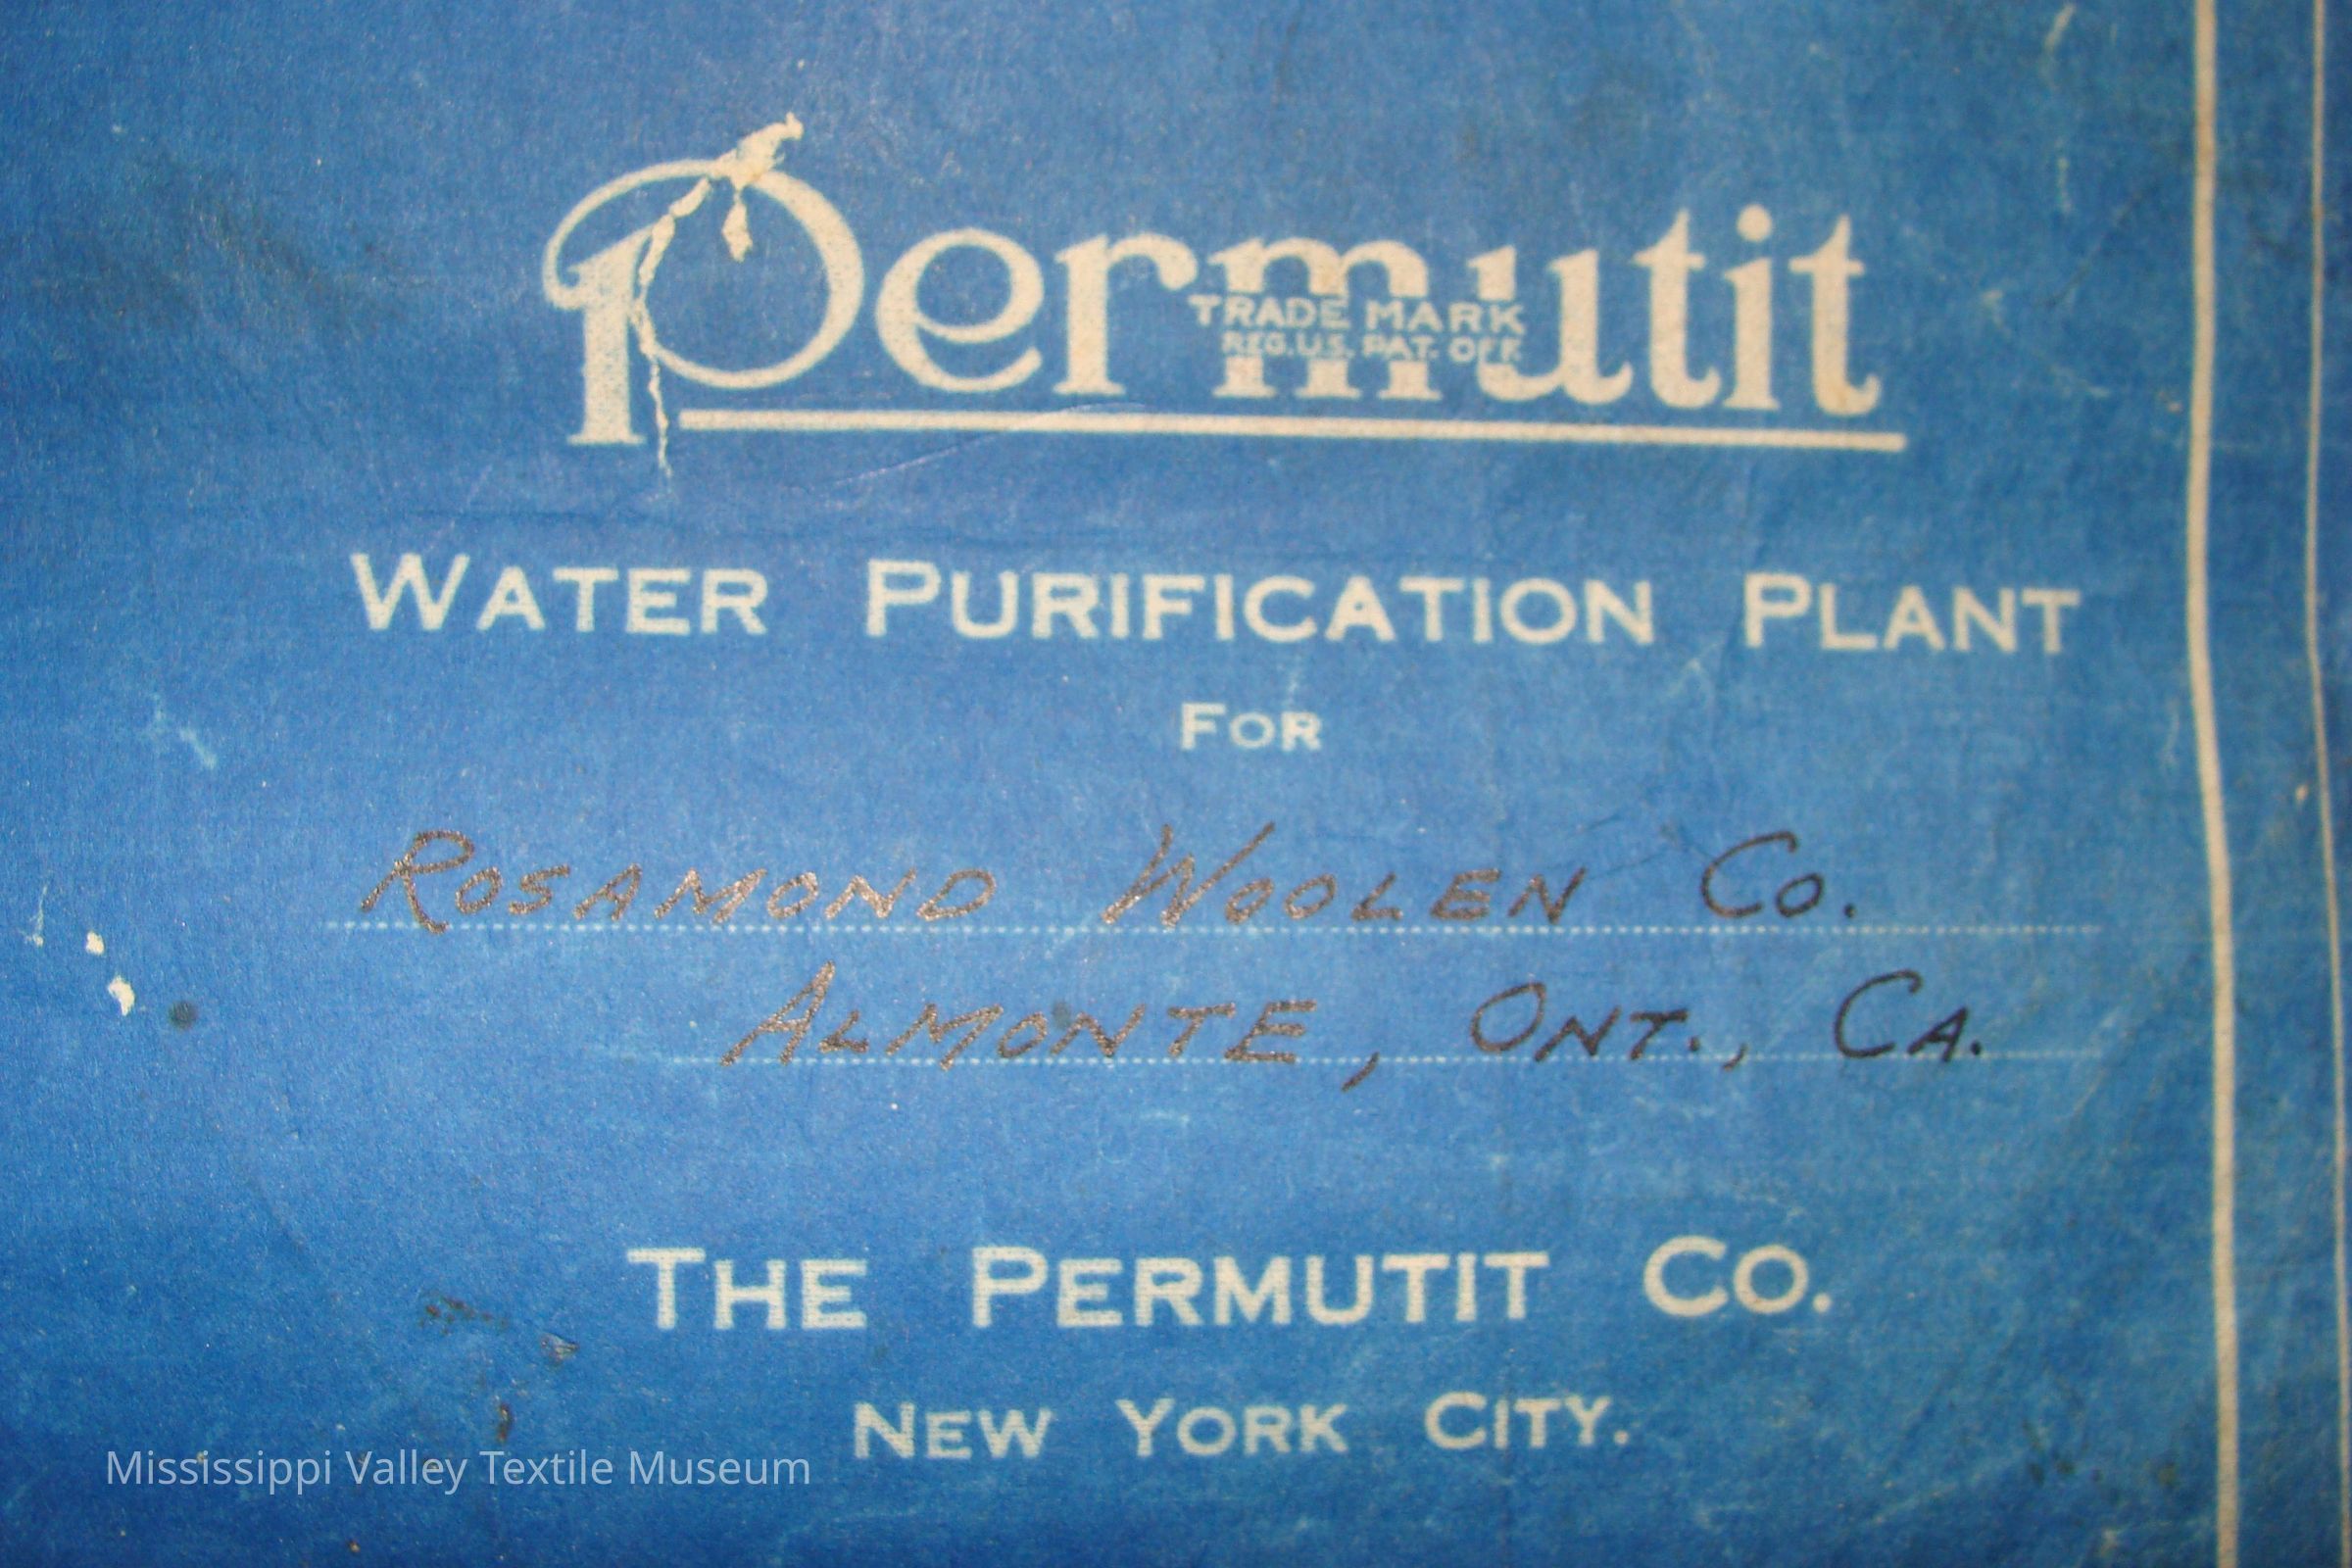 Permutit
TRADE MARK
REG. U.S. PAT. OFF.
WATER PURIFICATION PLANT
FOR
ROSAMOND WOOLEN CO.
ALMONTE, ONT., CA.
THE PERMUTIT CO.
NEW YORK CITY.
Mississippi Valley Textile Museum